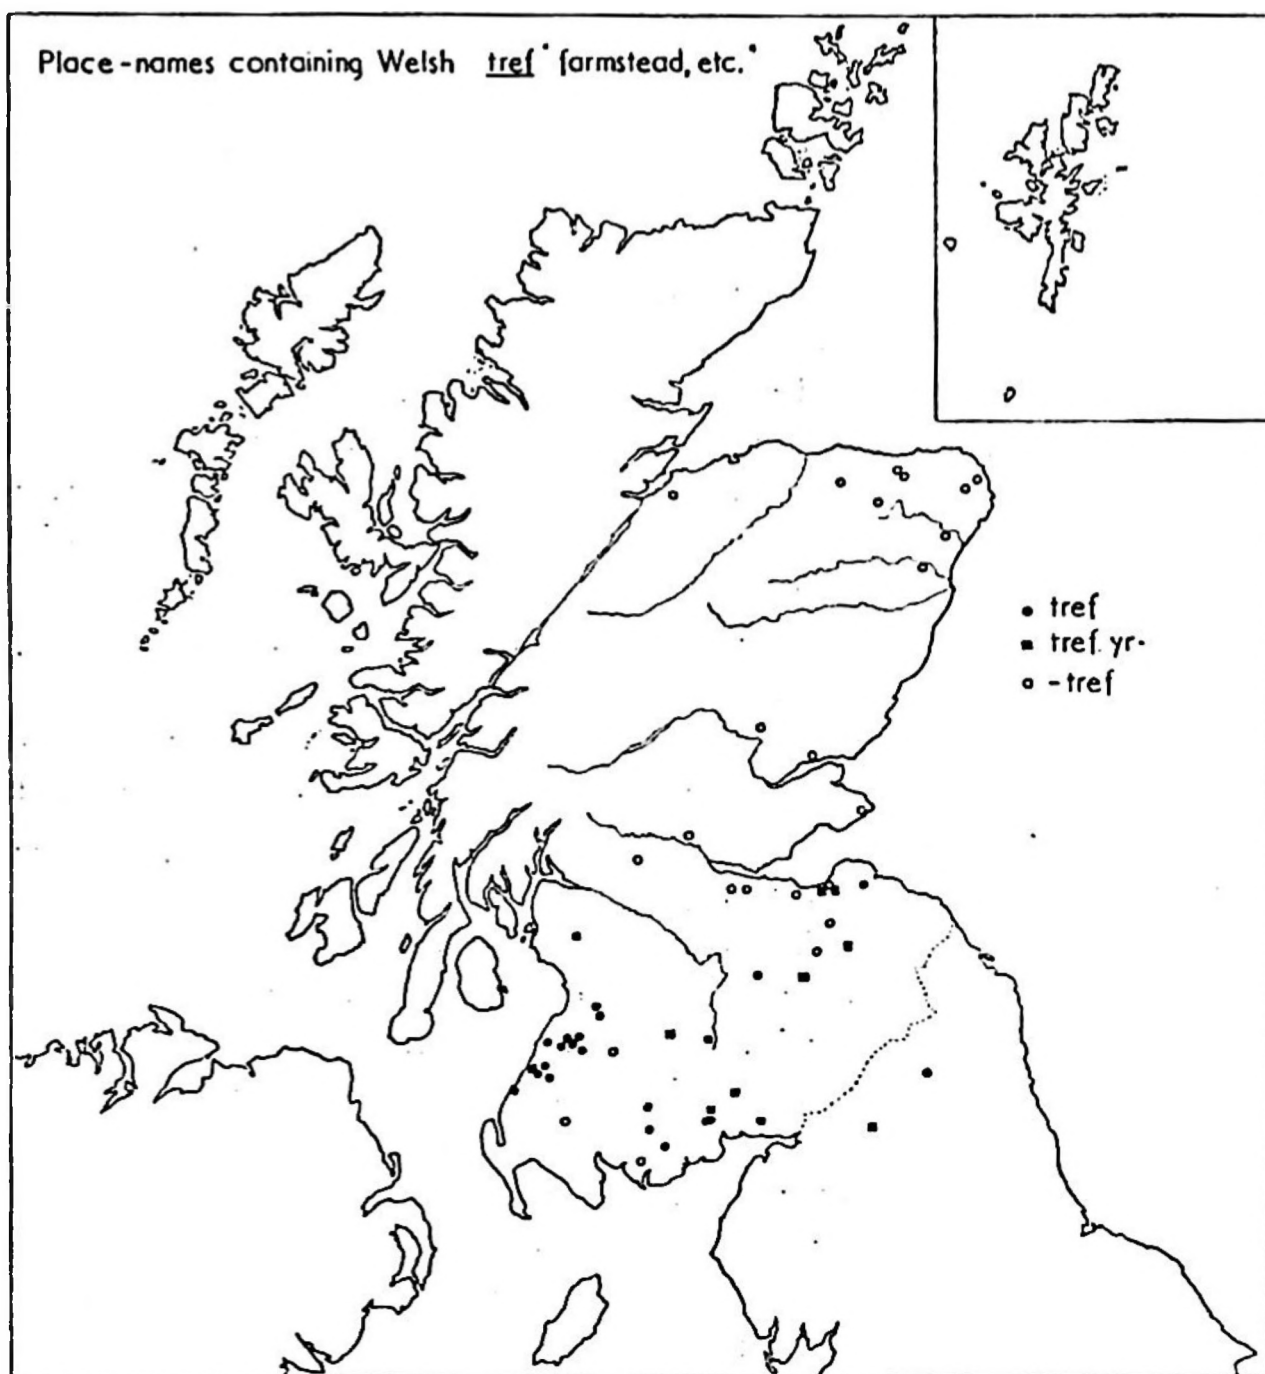 Place-names containing Welsh tref 'farmstead, etc.'
tref
tref yr-
-tref